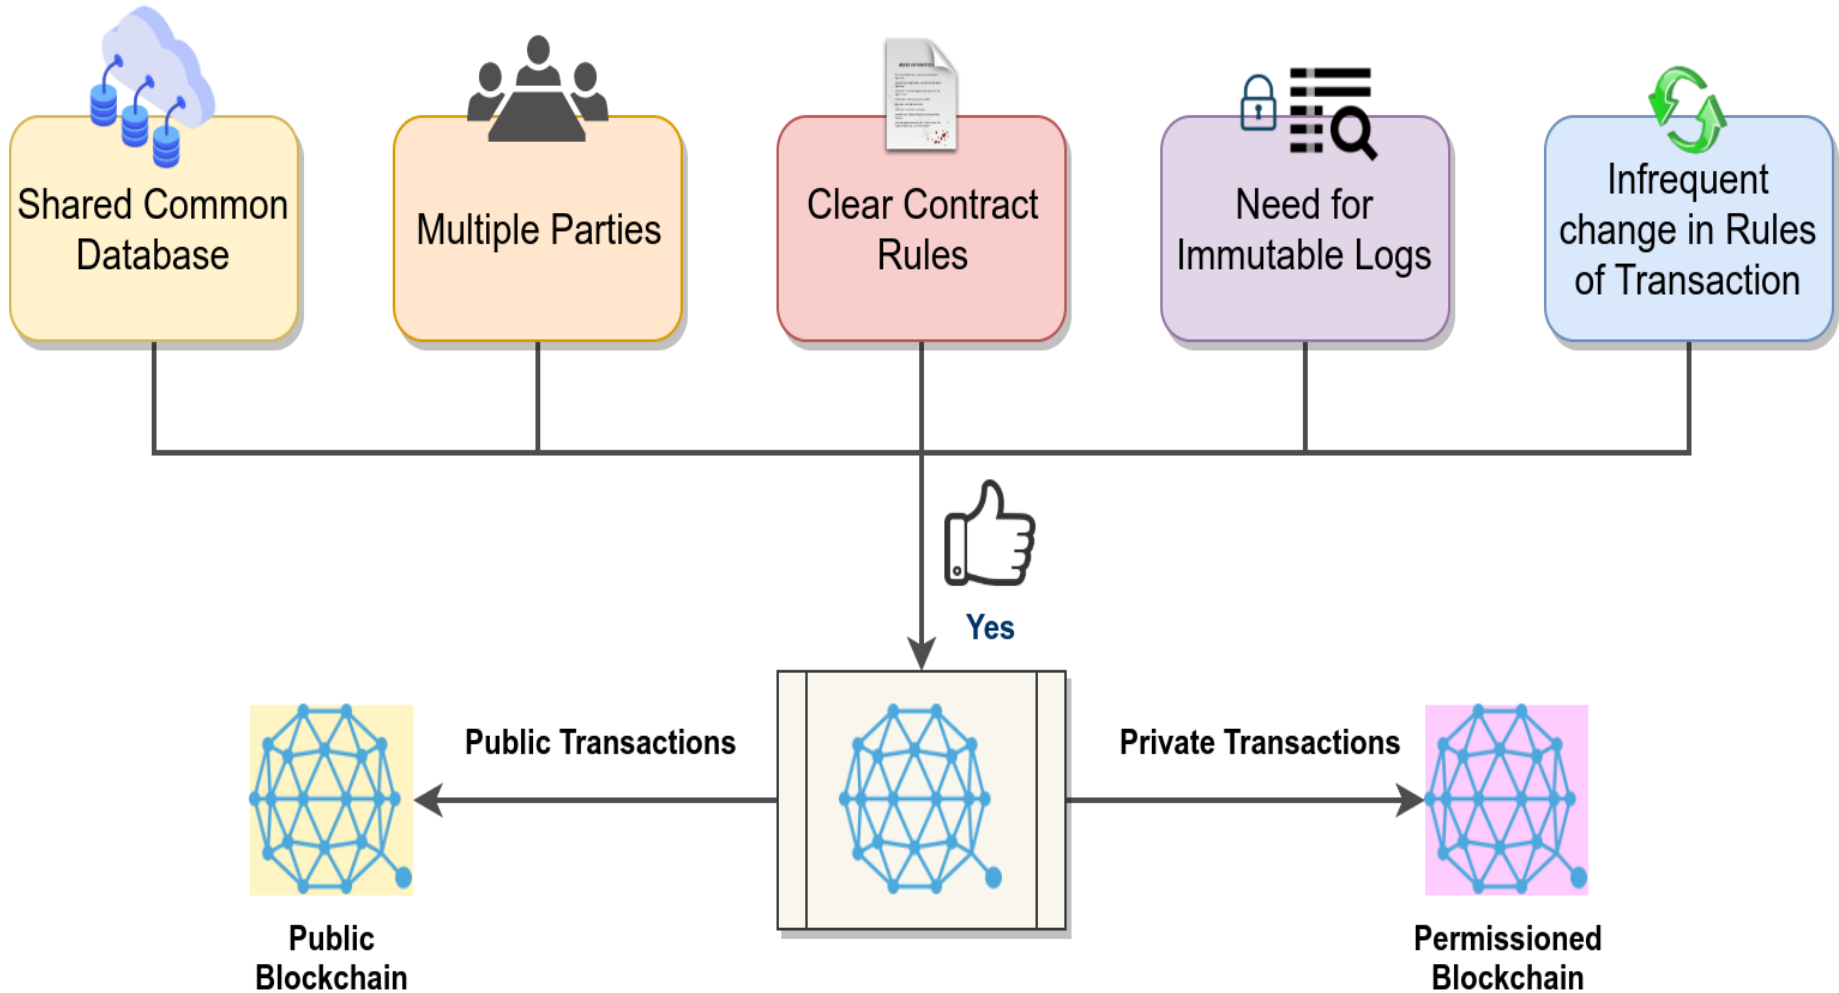 Shared Common
Database
Multiple Parties
Clear Contract
Rules
Need for
Immutable Logs
Infrequent
change in Rules
of Transaction
Yes
Public Transactions
Private Transactions
Public
Blockchain
Permissioned
Blockchain